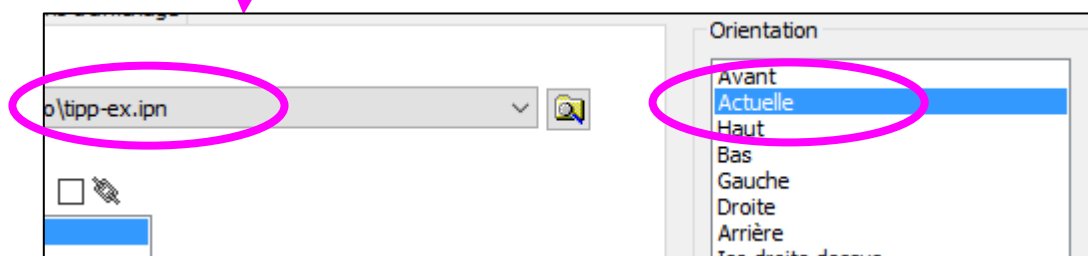 Orientation
Avant
o\tipp-ex.ipn
Actuelle
Haut
Bas
Gauche
Droite
Arrière